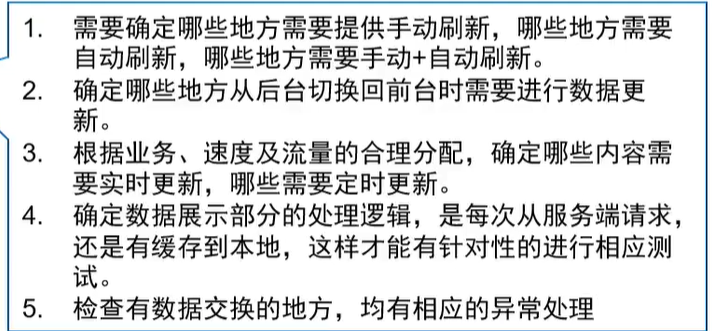 1. 需要确定哪些地方需要提供手动刷新，哪些地方需要
自动刷新，哪些地方需要手动+自动刷新。
2. 确定哪些地方从后台切换回前台时需要进行数据更
新。
3. 根据业务、速度及流量的合理分配，确定哪些内容需
要实时更新，哪些需要定时更新。
4. 确定数据展示部分的处理逻辑，是每次从服务端请求，
还是有缓存到本地，这样才能有针对性的进行相应测
试。
5. 检查有数据交换的地方，均有相应的异常处理